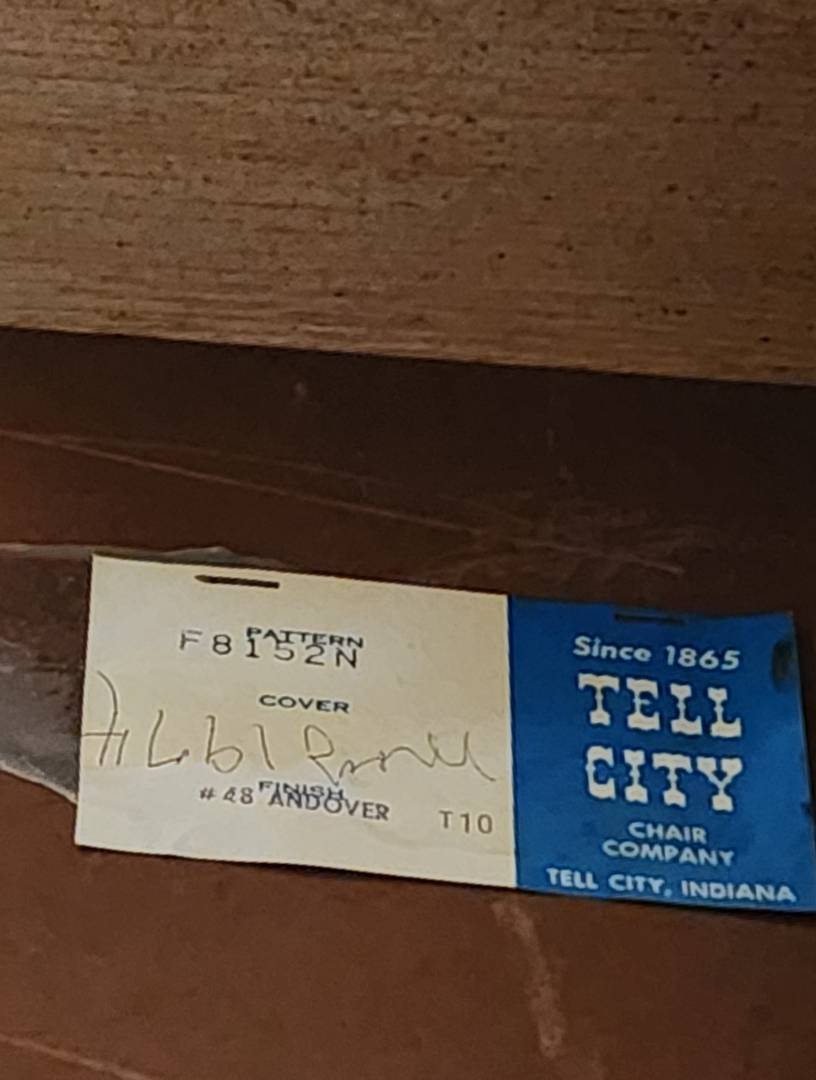 PATTERN
F8152N
COVER
FINISH
#48 ANDOVER
T10
Since 1865
TELL
CITY
CHAIR
COMPANY
TELL CITY, INDIANA